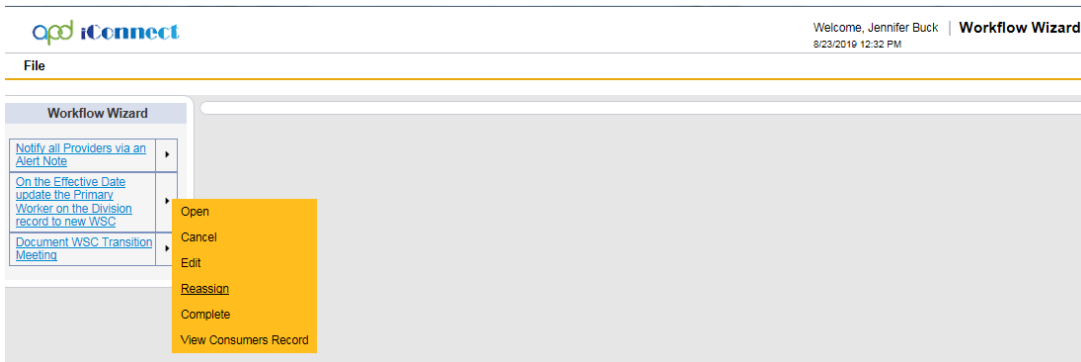 apd iConnect
Welcome, Jennifer Buck | Workflow Wizard
8/23/2019 12:32 PM
File
Workflow Wizard
Notify all Providers via an
Alert Note
On the Effective Date
update the Primary
Worker on the Division
record to new WSC
Document WSC Transition
Meeting
Open
Cancel
Edit
Reassign
Complete
View Consumers Record